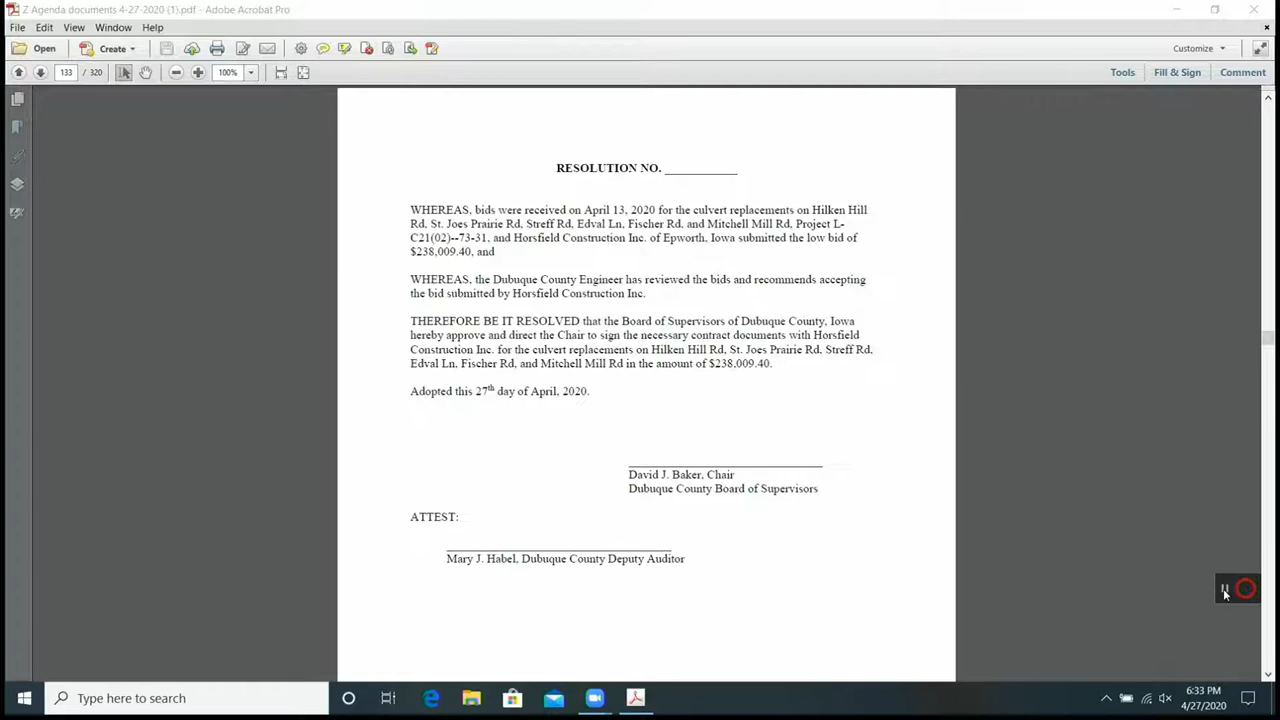 Z Agenda documents 4-27-2020 (1).pdf - Adobe Acrobat Pro
File Edit View Window Help
Open Create Customize
133 / 320 100% Tools Fill & Sign Comment
RESOLUTION NO. ___________
WHEREAS, bids were received on April 13, 2020 for the culvert replacements on Hilken Hill
Rd, St. Joes Prairie Rd, Streff Rd, Edval Ln, Fischer Rd, and Mitchell Mill Rd, Project L-
C21(02)--73-31, and Horsfield Construction Inc. of Epworth, Iowa submitted the low bid of
$238,009.40, and
WHEREAS, the Dubuque County Engineer has reviewed the bids and recommends accepting
the bid submitted by Horsfield Construction Inc.
THEREFORE BE IT RESOLVED that the Board of Supervisors of Dubuque County, Iowa
hereby approve and direct the Chair to sign the necessary contract documents with Horsfield
Construction Inc. for the culvert replacements on Hilken Hill Rd, St. Joes Prairie Rd, Streff Rd,
Edval Ln, Fischer Rd, and Mitchell Mill Rd in the amount of $238,009.40.
Adopted this 27th day of April, 2020.
David J. Baker, Chair
Dubuque County Board of Supervisors
ATTEST:
Mary J. Habel, Dubuque County Deputy Auditor
Type here to search
6:33 PM
4/27/2020